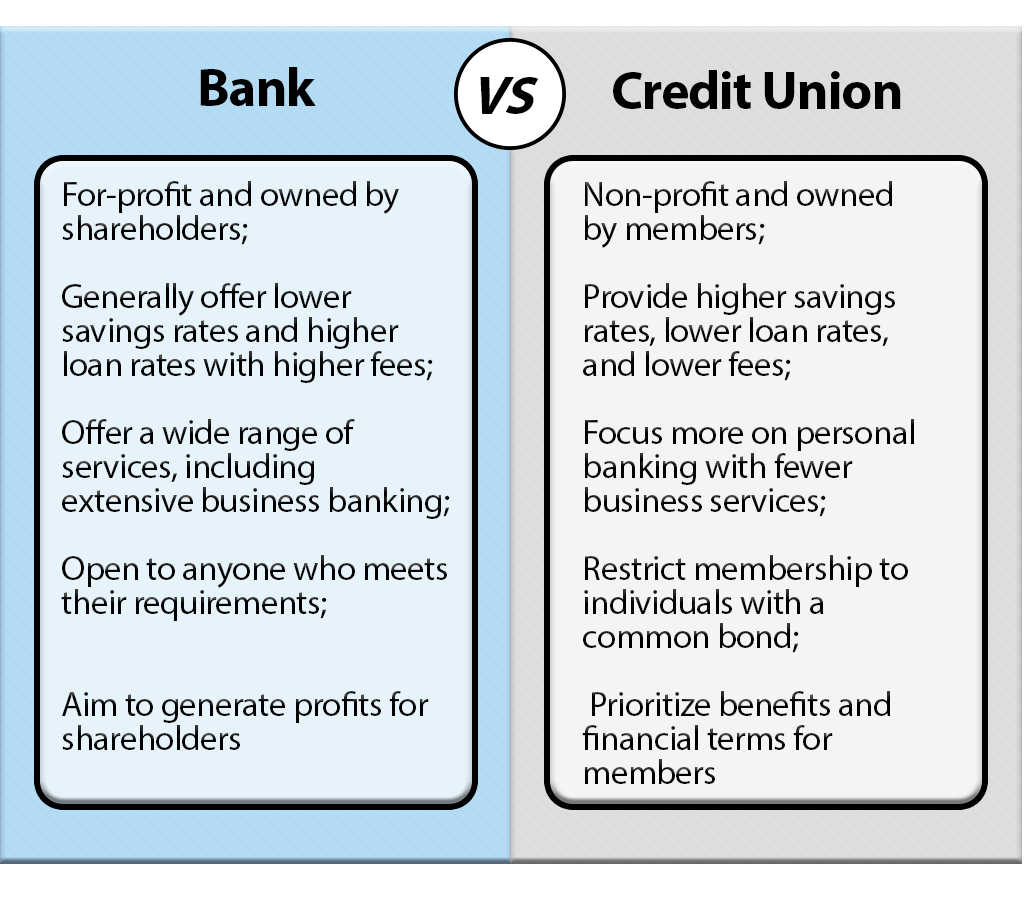 Bank
VS
Credit Union
For-profit and owned by
shareholders;
Generally offer lower
savings rates and higher
loan rates with higher fees;
Offer a wide range of
services, including
extensive business banking;
Open to anyone who meets
their requirements;
Aim to generate profits for
shareholders
Non-profit and owned
by members;
Provide higher savings
rates, lower loan rates,
and lower fees;
Focus more on personal
banking with fewer
business services;
Restrict membership to
individuals with a
common bond;
Prioritize benefits and
financial terms for
members